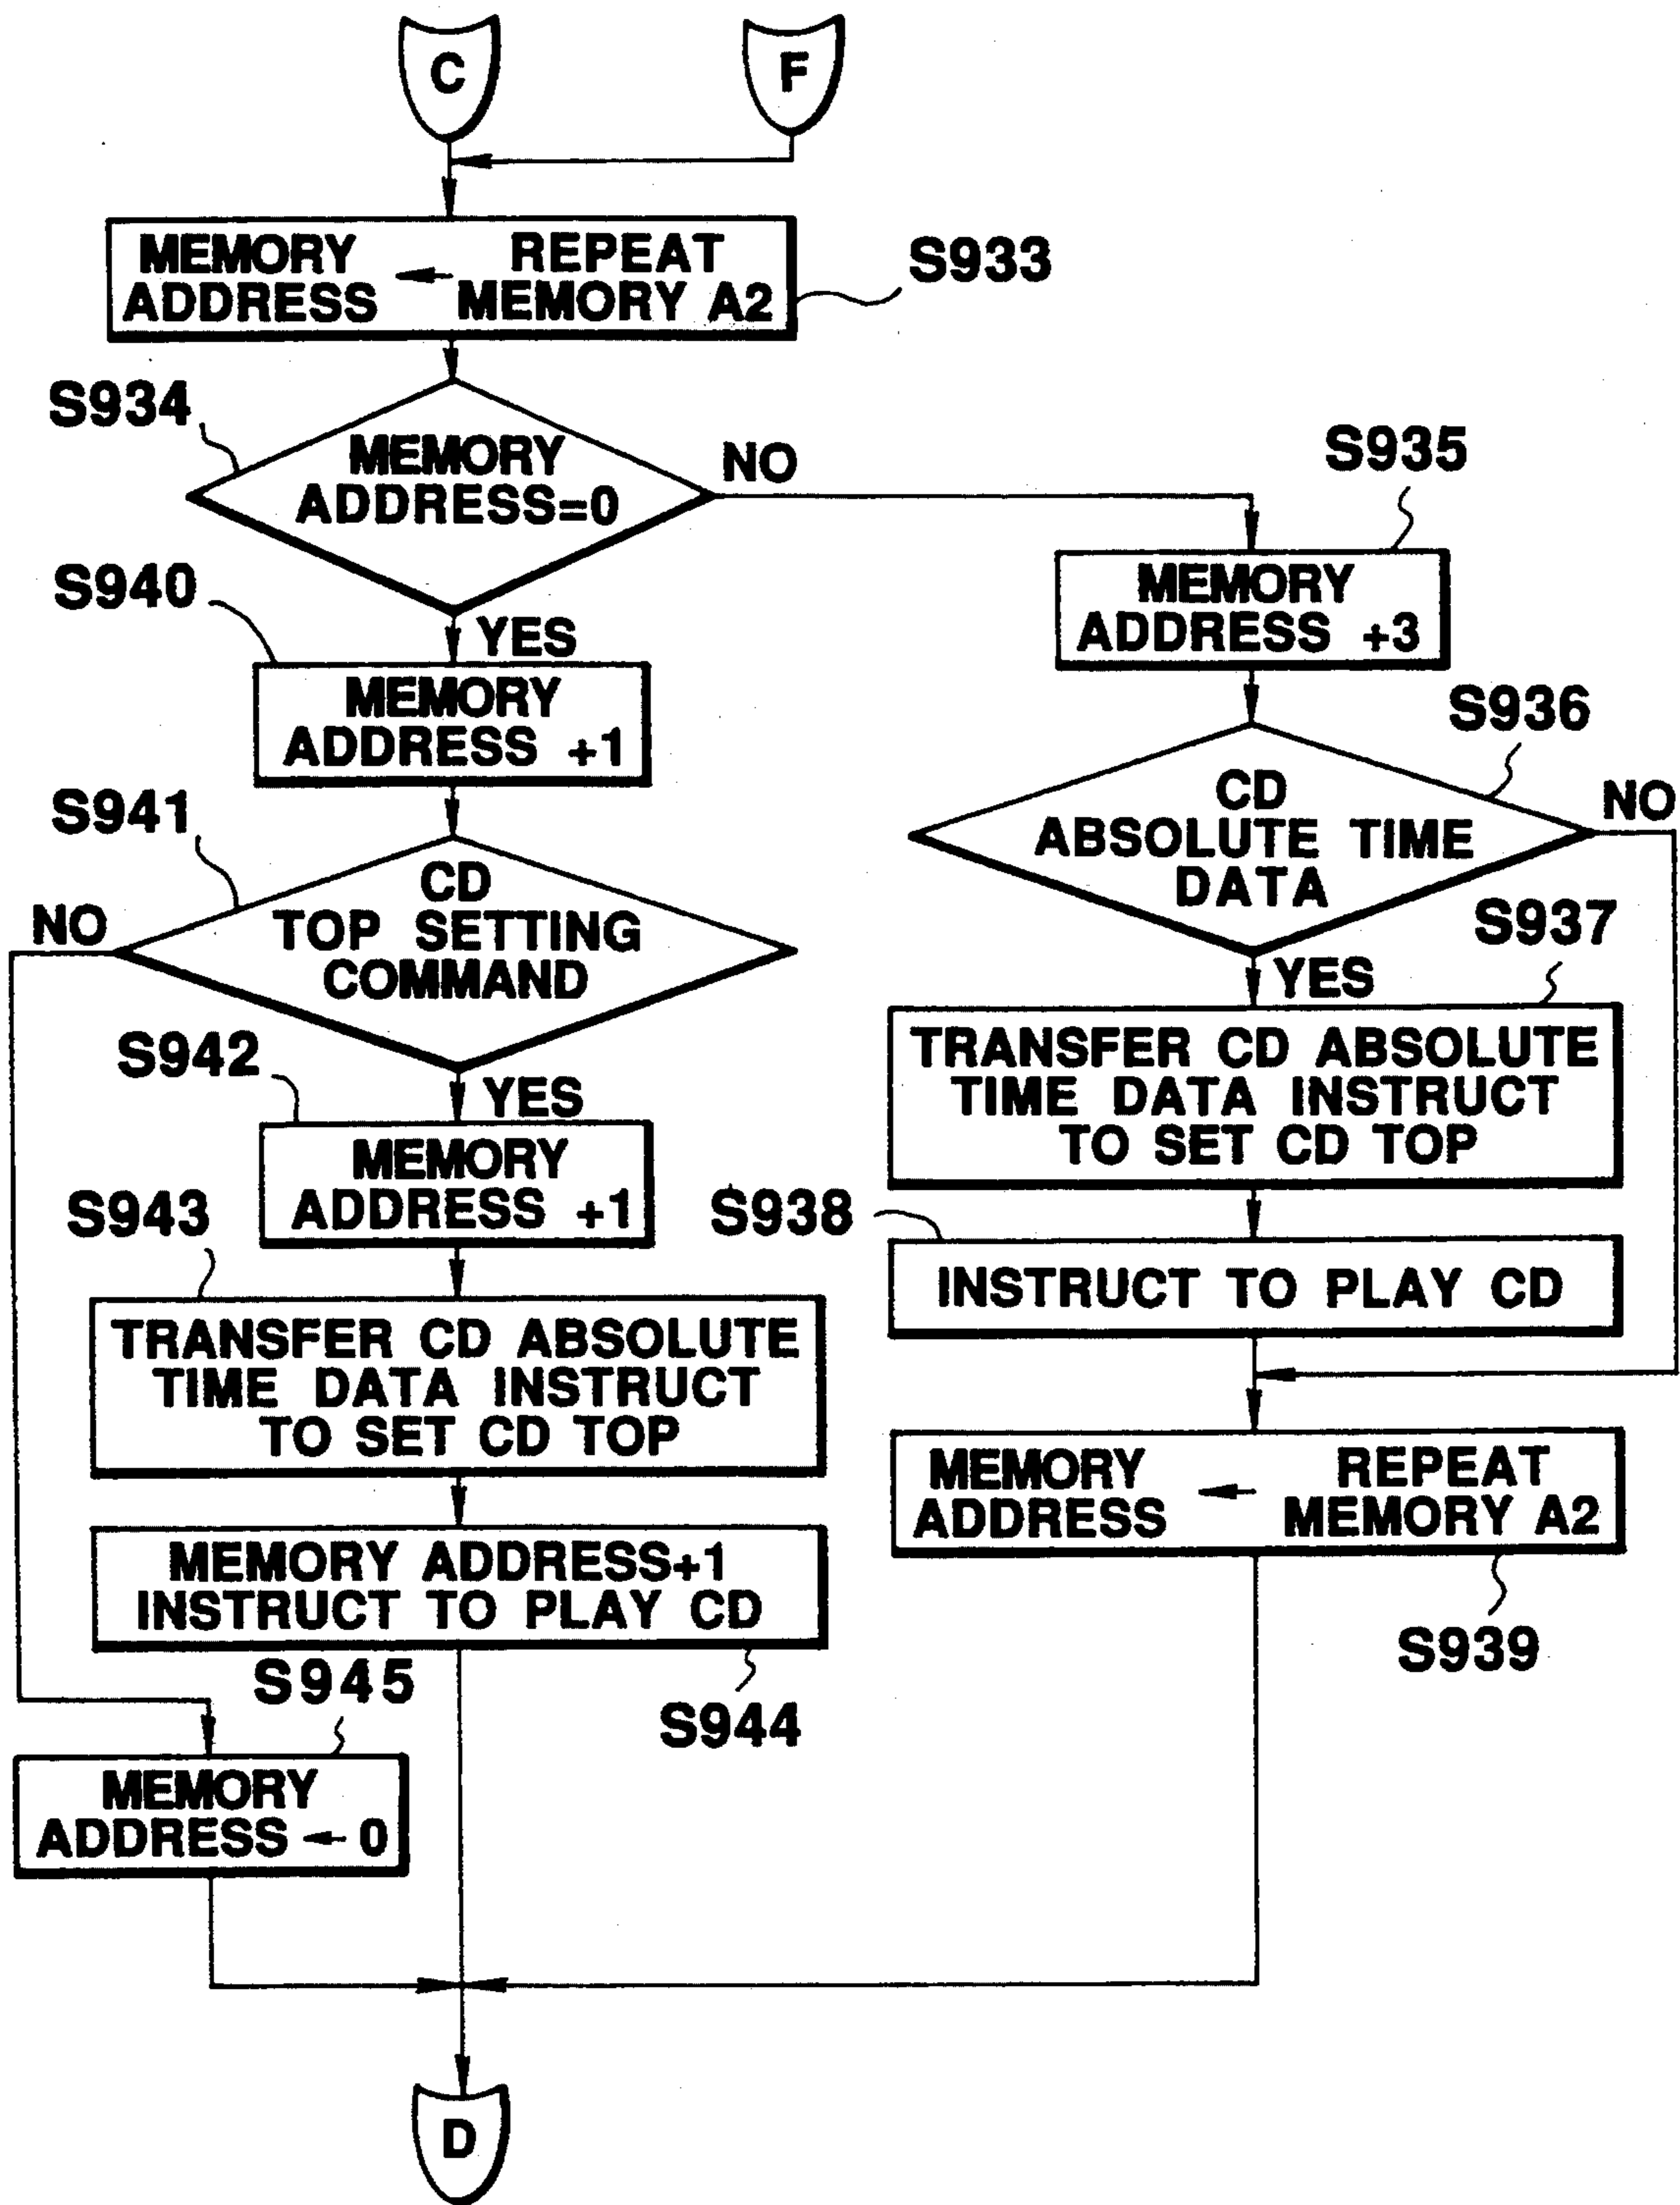 C
F
MEMORY ADDRESS ← REPEAT MEMORY A2
S933
S934
MEMORY
ADDRESS=0
NO
YES
S935
MEMORY
ADDRESS +3
S936
CD
ABSOLUTE TIME
DATA
NO
YES
S937
TRANSFER CD ABSOLUTE
TIME DATA INSTRUCT
TO SET CD TOP
S938
INSTRUCT TO PLAY CD
MEMORY ADDRESS ← REPEAT MEMORY A2
S939
S940
MEMORY
ADDRESS +1
S941
CD
TOP SETTING
COMMAND
NO
YES
S942
MEMORY
ADDRESS +1
S943
TRANSFER CD ABSOLUTE
TIME DATA INSTRUCT
TO SET CD TOP
MEMORY ADDRESS+1
INSTRUCT TO PLAY CD
S944
S945
MEMORY
ADDRESS ← 0
D